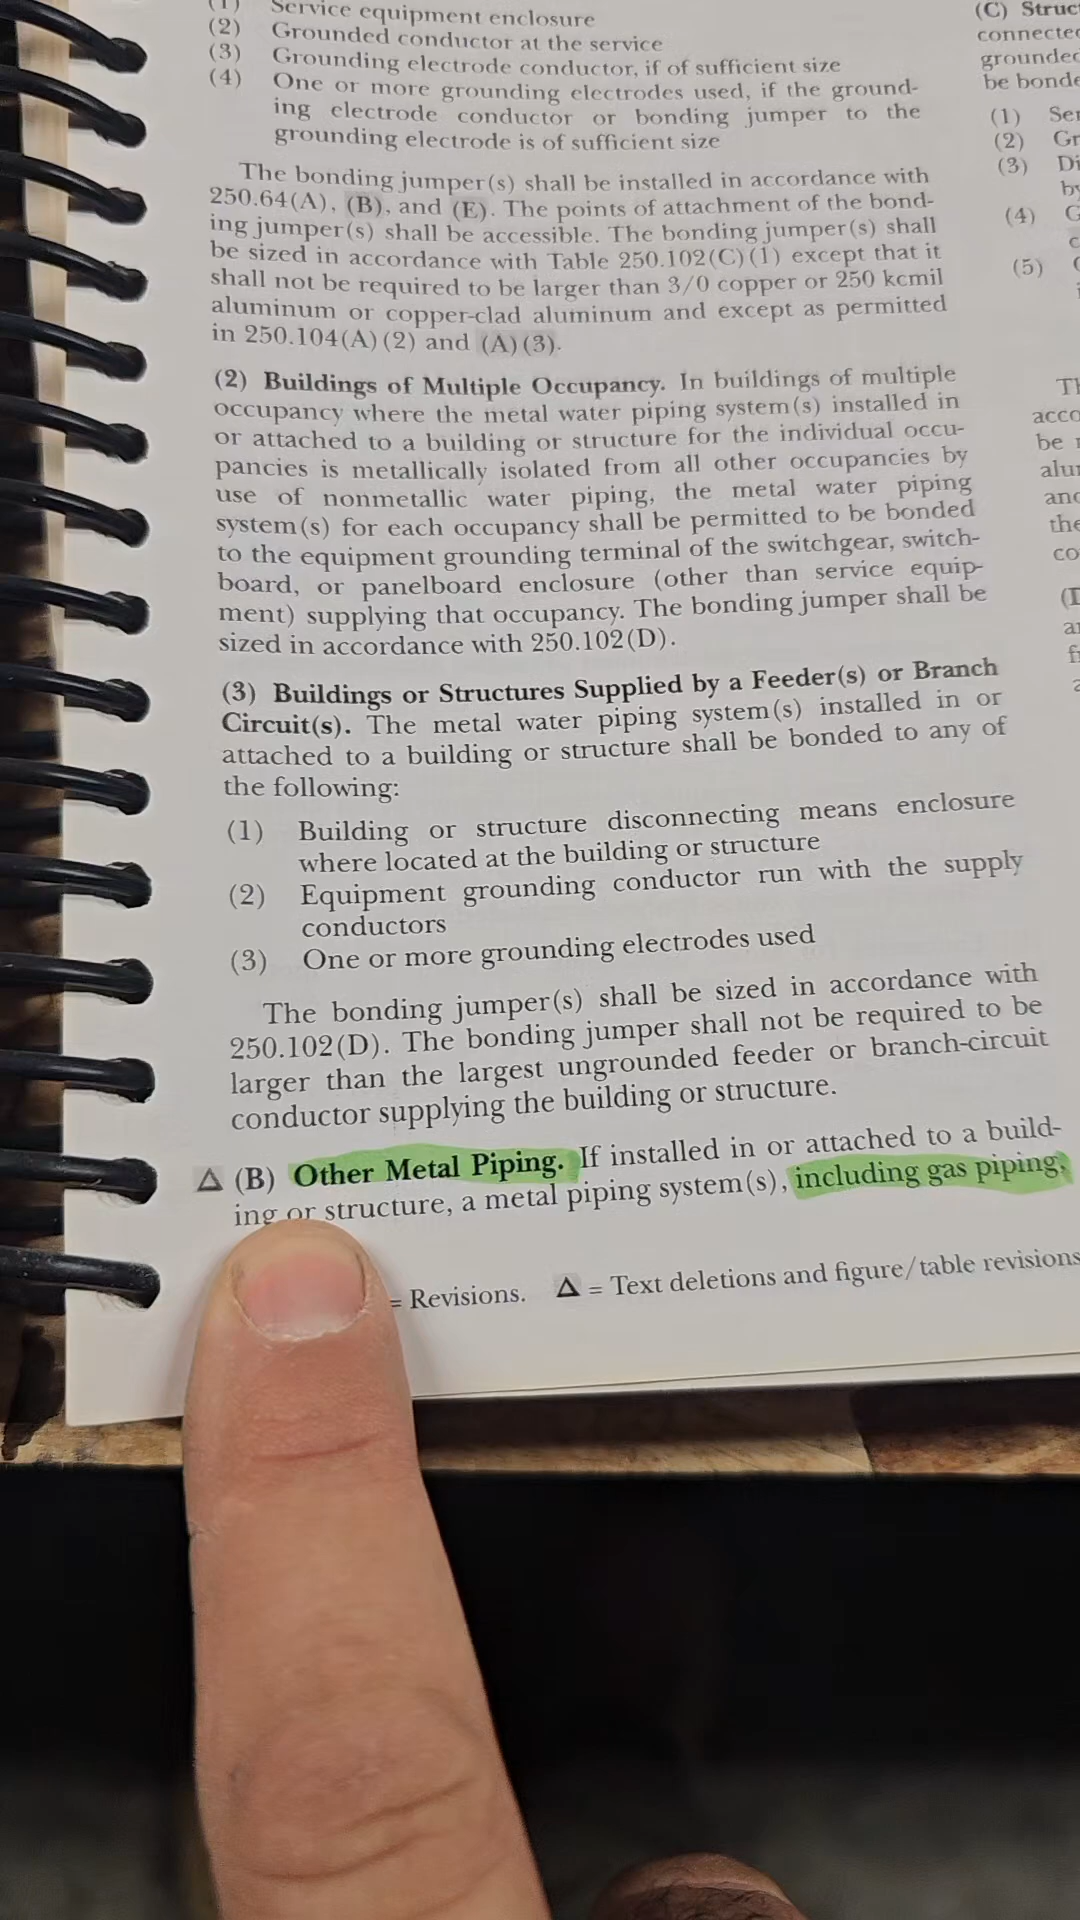 (1) Service equipment enclosure
(2) Grounded conductor at the service
(3) Grounding electrode conductor, if of sufficient size
(4) One or more grounding electrodes used, if the ground-
ing electrode conductor or bonding jumper to the
grounding electrode is of sufficient size
The bonding jumper(s) shall be installed in accordance with
250.64(A), (B), and (E). The points of attachment of the bond-
ing jumper(s) shall be accessible. The bonding jumper(s) shall
be sized in accordance with Table 250.102(C)(1) except that it
shall not be required to be larger than 3/0 copper or 250 kcmil
aluminum or copper-clad aluminum and except as permitted
in 250.104(A)(2) and (A)(3).
(2) Buildings of Multiple Occupancy. In buildings of multiple
occupancy where the metal water piping system(s) installed in
or attached to a building or structure for the individual occu-
pancies is metallically isolated from all other occupancies by
use of nonmetallic water piping, the metal water piping
system(s) for each occupancy shall be permitted to be bonded
to the equipment grounding terminal of the switchgear, switch-
board, or panelboard enclosure (other than service equip-
ment) supplying that occupancy. The bonding jumper shall be
sized in accordance with 250.102(D).
(3) Buildings or Structures Supplied by a Feeder(s) or Branch
Circuit(s). The metal water piping system(s) installed in or
attached to a building or structure shall be bonded to any of
the following:
(1) Building or structure disconnecting means enclosure
where located at the building or structure
(2) Equipment grounding conductor run with the supply
conductors
(3) One or more grounding electrodes used
The bonding jumper(s) shall be sized in accordance with
250.102(D). The bonding jumper shall not be required to be
larger than the largest ungrounded feeder or branch-circuit
conductor supplying the building or structure.
Δ (B) Other Metal Piping. If installed in or attached to a build-
ing or structure, a metal piping system(s), including gas piping,
= Revisions. Δ = Text deletions and figure/table revisions
(C) Struc
connected
grounded
be bonde
(1) Ser
(2) Gr
(3) Di
by
(4)
(5)
Th
acco
be
alu
and
the
co